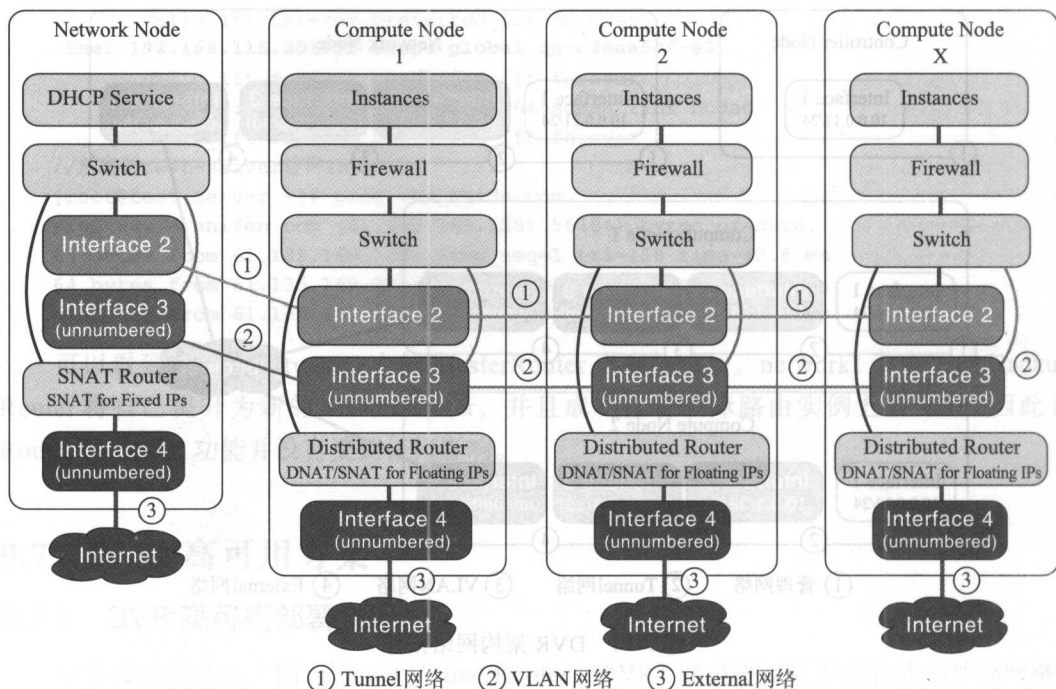 Network Node
DHCP Service
Switch
Interface 2
Interface 3
(unnumbered)
SNAT Router
SNAT for Fixed IPs
Interface 4
(unnumbered)
③
Internet
①
②
Compute Node
1
Instances
Firewall
Switch
Interface 2
Interface 3
(unnumbered)
Distributed Router
DNAT/SNAT for Floating IPs
Interface 4
(unnumbered)
③
Internet
①
②
Compute Node
2
Instances
Firewall
Switch
Interface 2
Interface 3
(unnumbered)
Distributed Router
DNAT/SNAT for Floating IPs
Interface 4
(unnumbered)
③
Internet
①
②
Compute Node
X
Instances
Firewall
Switch
Interface 2
Interface 3
(unnumbered)
②
Distributed Router
DNAT/SNAT for Floating IPs
Interface 4
(unnumbered)
③
Internet
① Tunnel网络 ② VLAN网络 ③ External网络